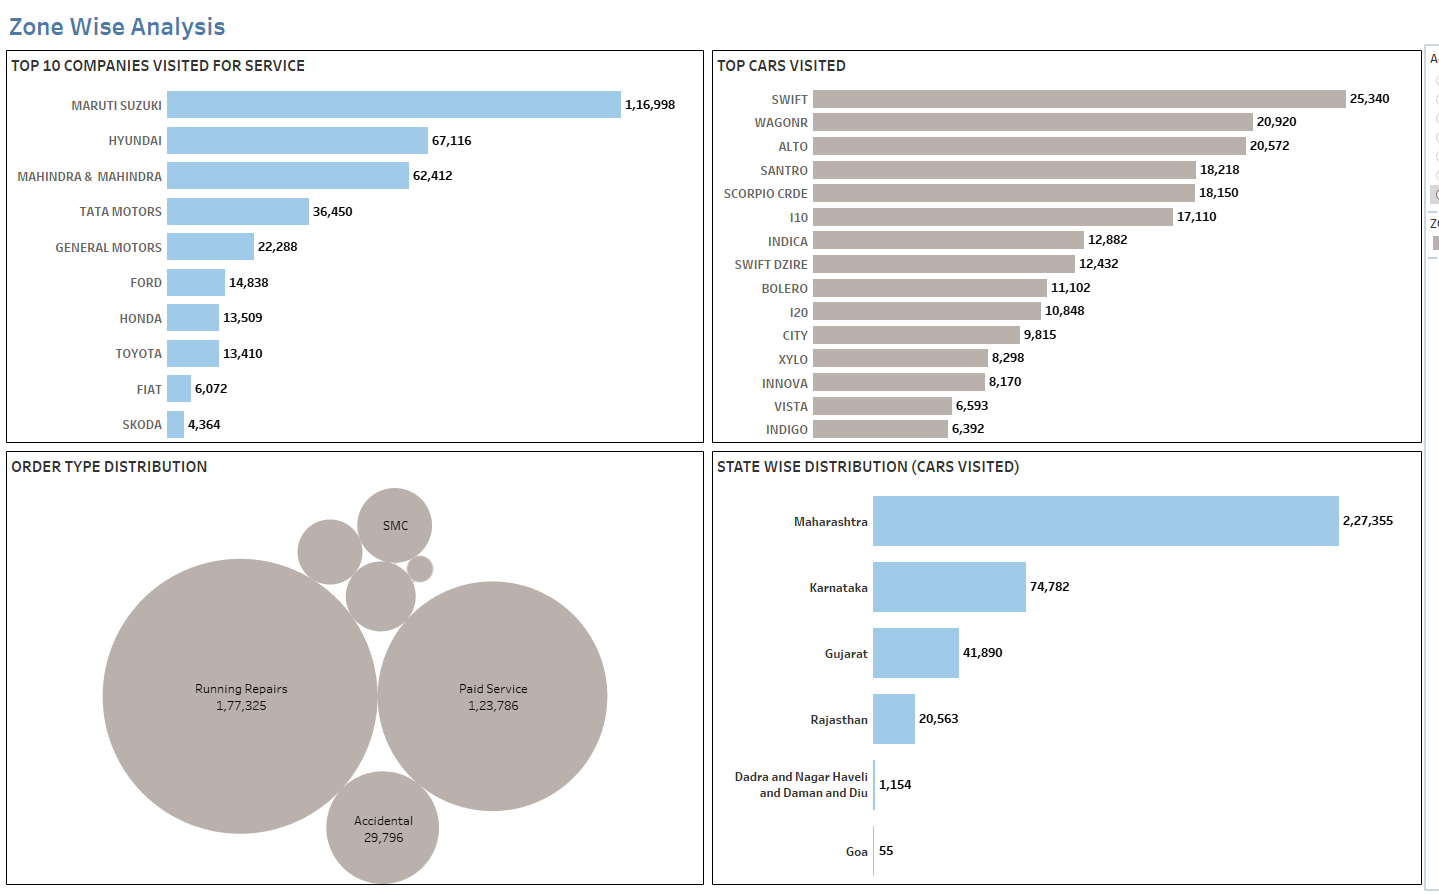 Zone Wise Analysis
TOP 10 COMPANIES VISITED FOR SERVICE
MARUTI SUZUKI 1,16,998
HYUNDAI 67,116
MAHINDRA & MAHINDRA 62,412
TATA MOTORS 36,450
GENERAL MOTORS 22,288
FORD 14,838
HONDA 13,509
TOYOTA 13,410
FIAT 6,072
SKODA 4,364
TOP CARS VISITED
SWIFT 25,340
WAGONR 20,920
ALTO 20,572
SANTRO 18,218
SCORPIO CRDE 18,150
I10 17,110
INDICA 12,882
SWIFT DZIRE 12,432
BOLERO 11,102
I20 10,848
CITY 9,815
XYLO 8,298
INNOVA 8,170
VISTA 6,593
INDIGO 6,392
ORDER TYPE DISTRIBUTION
SMC
Running Repairs
1,77,325
Paid Service
1,23,786
Accidental
29,796
STATE WISE DISTRIBUTION (CARS VISITED)
Maharashtra 2,27,355
Karnataka 74,782
Gujarat 41,890
Rajasthan 20,563
Dadra and Nagar Haveli
and Daman and Diu 1,154
Goa 55